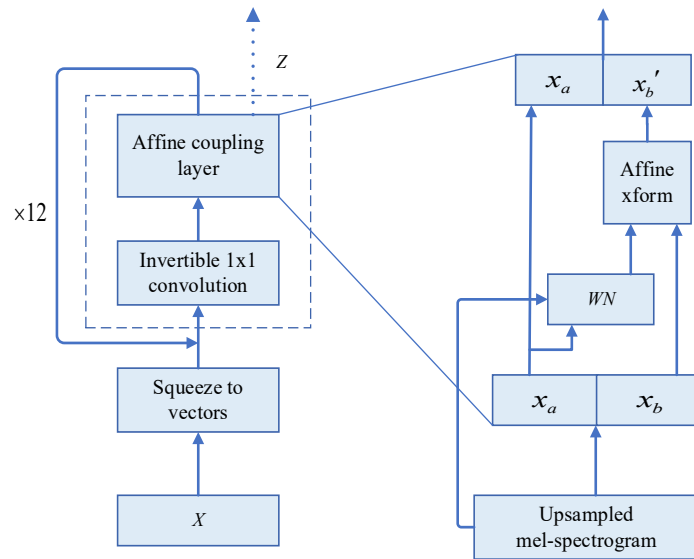 Z
Affine coupling
layer
×12
Invertible 1x1
convolution
Squeeze to
vectors
X
x_a x_b′
Affine
xform
WN
x_a x_b
Upsampled
mel-spectrogram